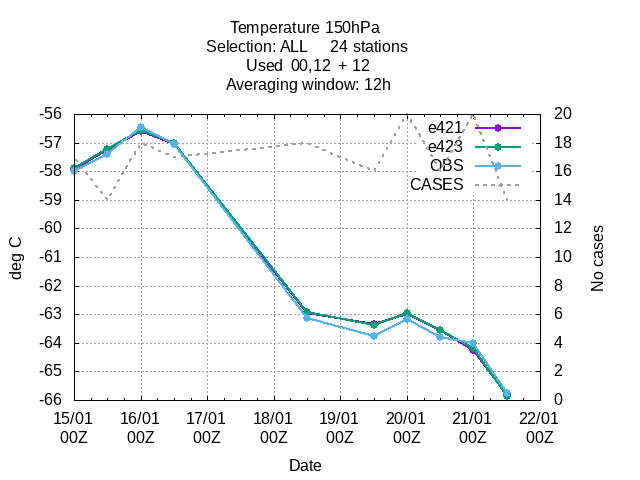 Temperature 150hPa
Selection: ALL 24 stations
Used 00,12 + 12
Averaging window: 12h
-56
-57
-58
-59
-60
-61
-62
-63
-64
-65
-66
20
18
16
14
12
10
8
6
4
2
0
e421
e423
OBS
CASES
deg C
No cases
15/01 16/01 17/01 18/01 19/01 20/01 21/01 22/01
00Z 00Z 00Z 00Z 00Z 00Z 00Z 00Z
Date